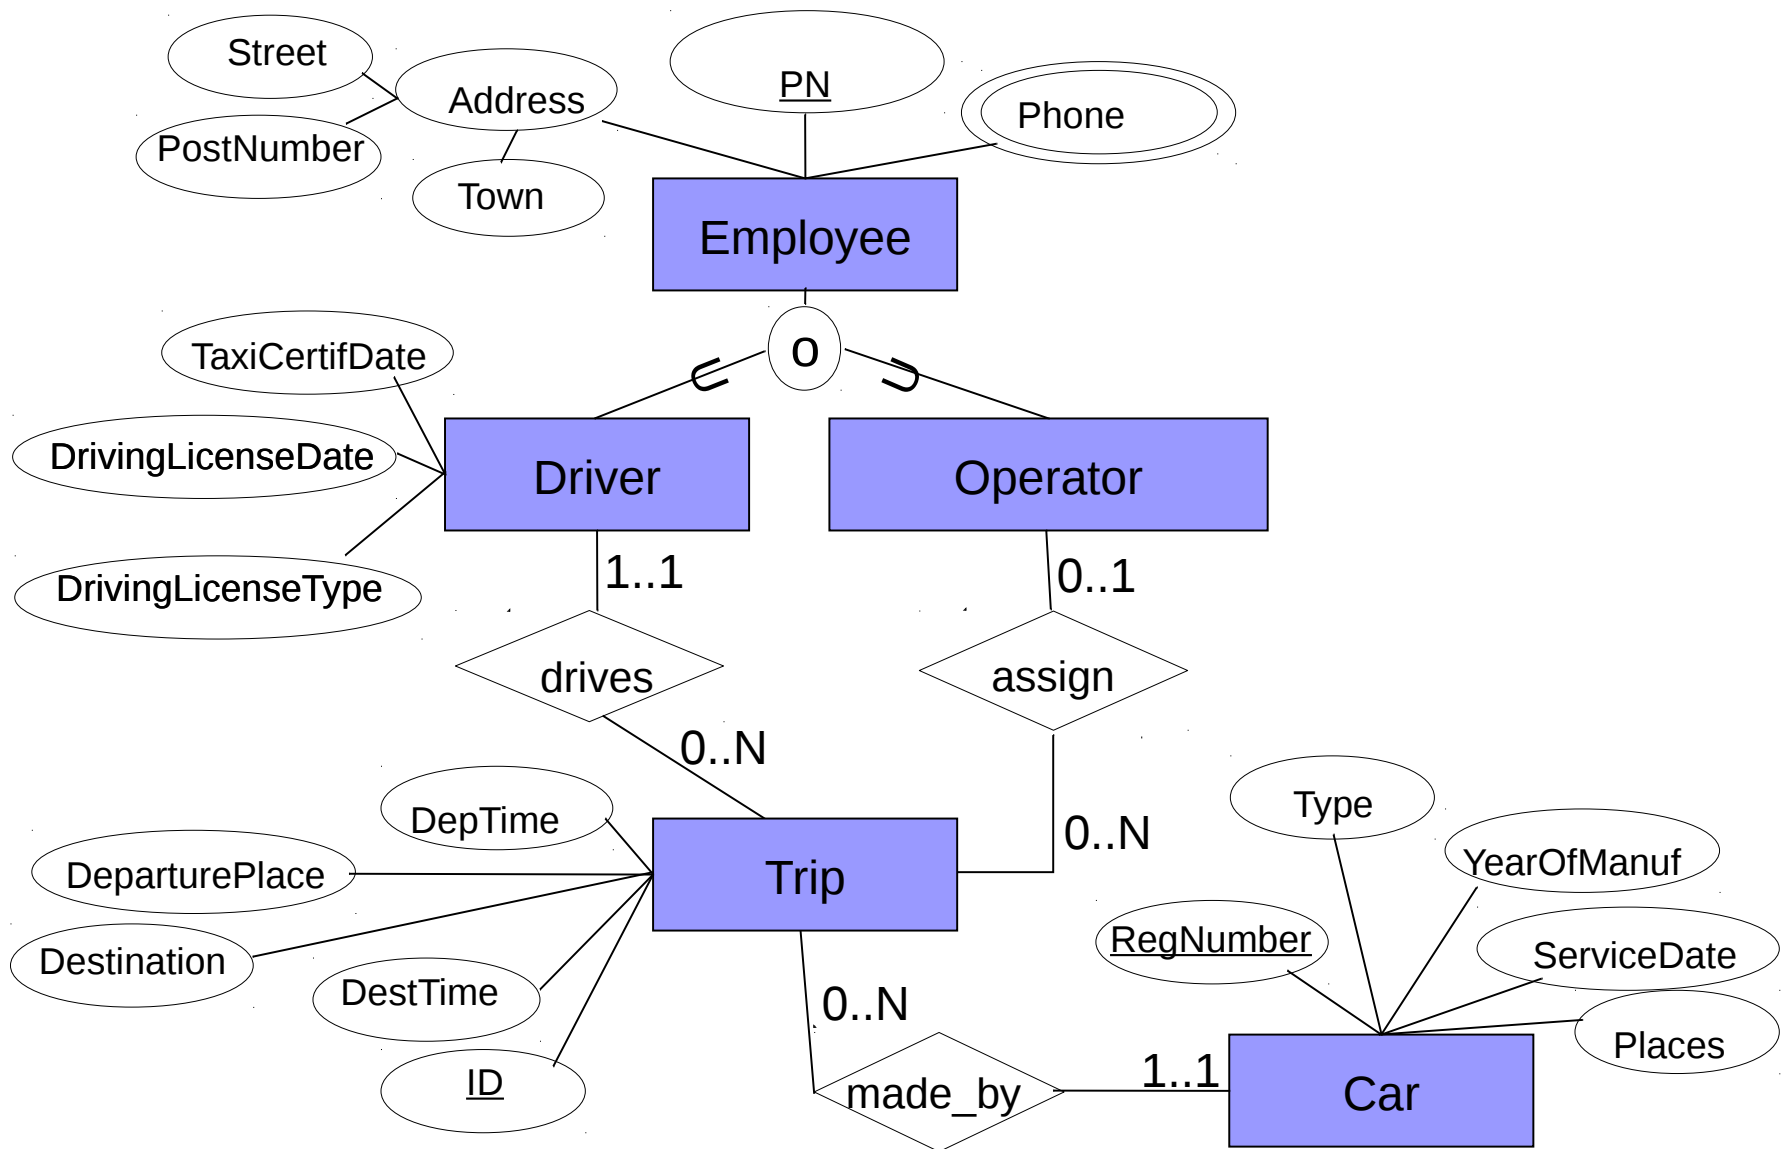 Street
Address
PN
Phone
PostNumber
Town
Employee
o
TaxiCertifDate
DrivingLicenseDate
Driver
Operator
DrivingLicenseType
1..1
0..1
drives
assign
0..N
DepTime
Type
0..N
YearOfManuf
DeparturePlace
Trip
RegNumber
ServiceDate
Destination
DestTime
0..N
Places
ID
made_by
1..1
Car